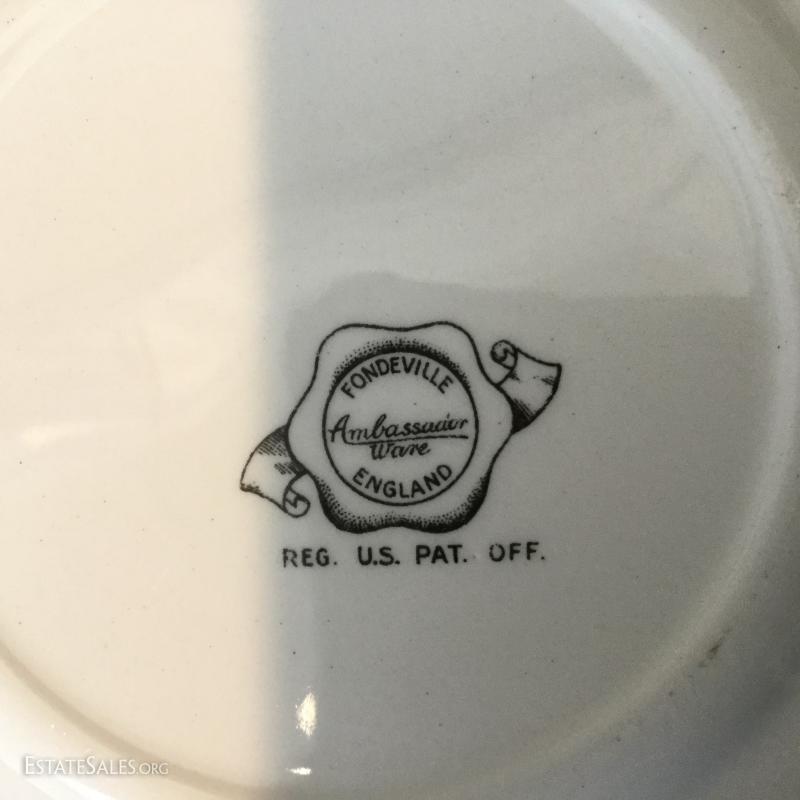 FONDEVILLE
Ambassador
Ware
ENGLAND
REG. U.S. PAT. OFF.
ESTATESALES.ORG